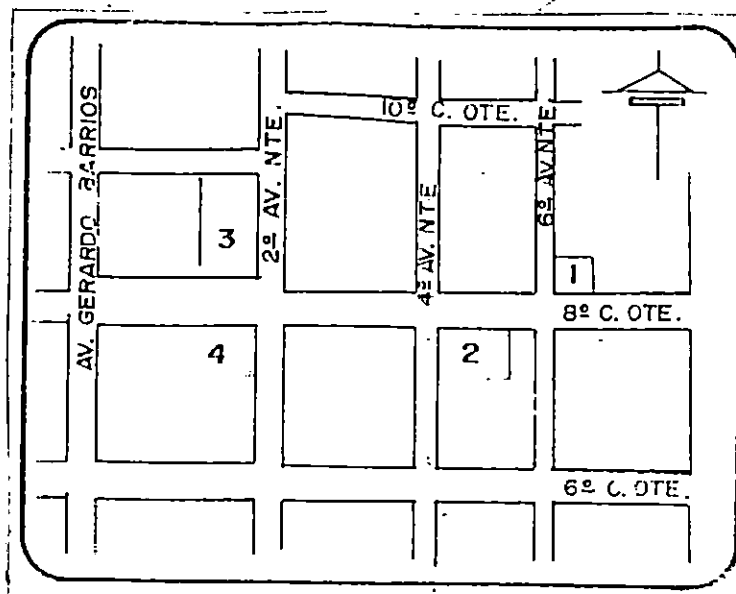 10º C. OTE.
AV. GERARDO BARRIOS
2º AV. NTE.
4º AV. NTE
6º AV. NTE
3
1
8º C. OTE.
4
2
6º C. OTE.